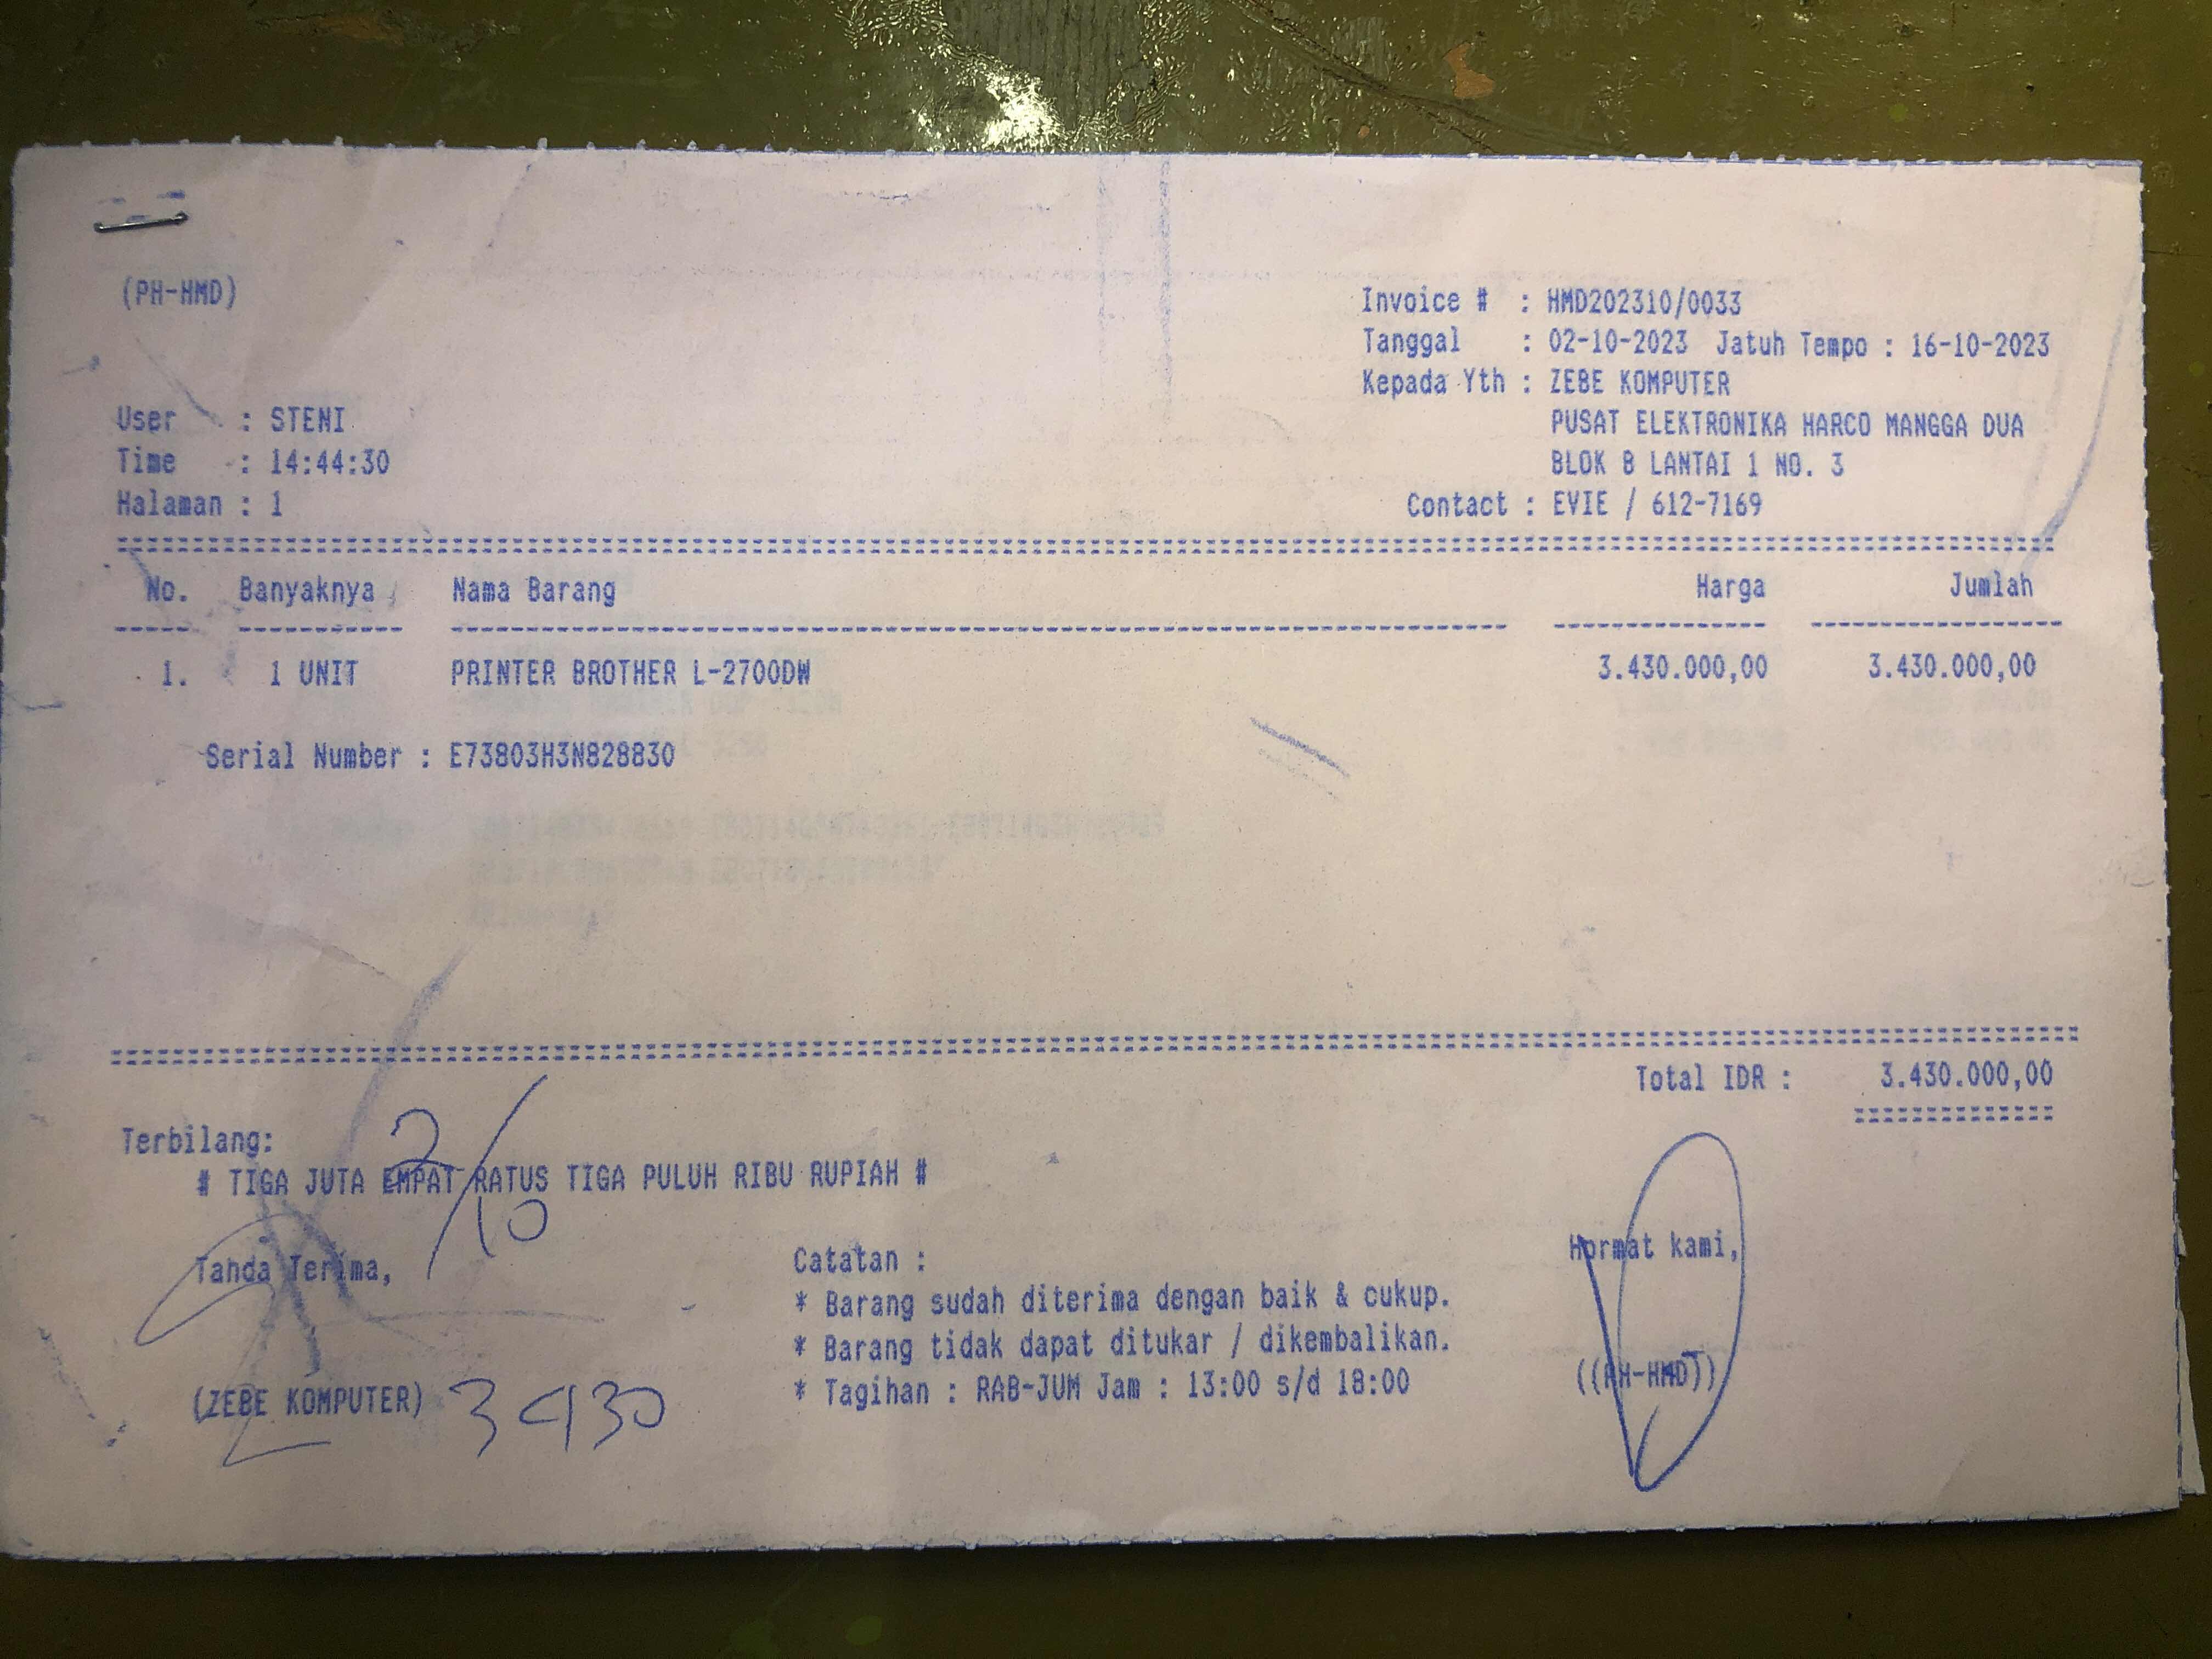 (PH-HMD)
Invoice # : HMD202310/0033
Tanggal : 02-10-2023 Jatuh Tempo : 16-10-2023
Kepada Yth : ZEBE KOMPUTER
PUSAT ELEKTRONIKA HARCO MANGGA DUA
BLOK B LANTAI 1 NO. 3
Contact : EVIE / 612-7169
User : STENI
Time : 14:44:30
Halaman : 1
No. Banyaknya Nama Barang Harga Jumlah
1. 1 UNIT PRINTER BROTHER L-2700DW 3.430.000,00 3.430.000,00
Serial Number : E73803H3N828830
Total IDR : 3.430.000,00
Terbilang:
# TIGA JUTA EMPAT RATUS TIGA PULUH RIBU RUPIAH #
2/10
Tanda Terima,
(ZEBE KOMPUTER) 3430
Catatan :
* Barang sudah diterima dengan baik & cukup.
* Barang tidak dapat ditukar / dikembalikan.
* Tagihan : RAB-JUM Jam : 13:00 s/d 18:00
Hormat kami,
((PH-HMD))